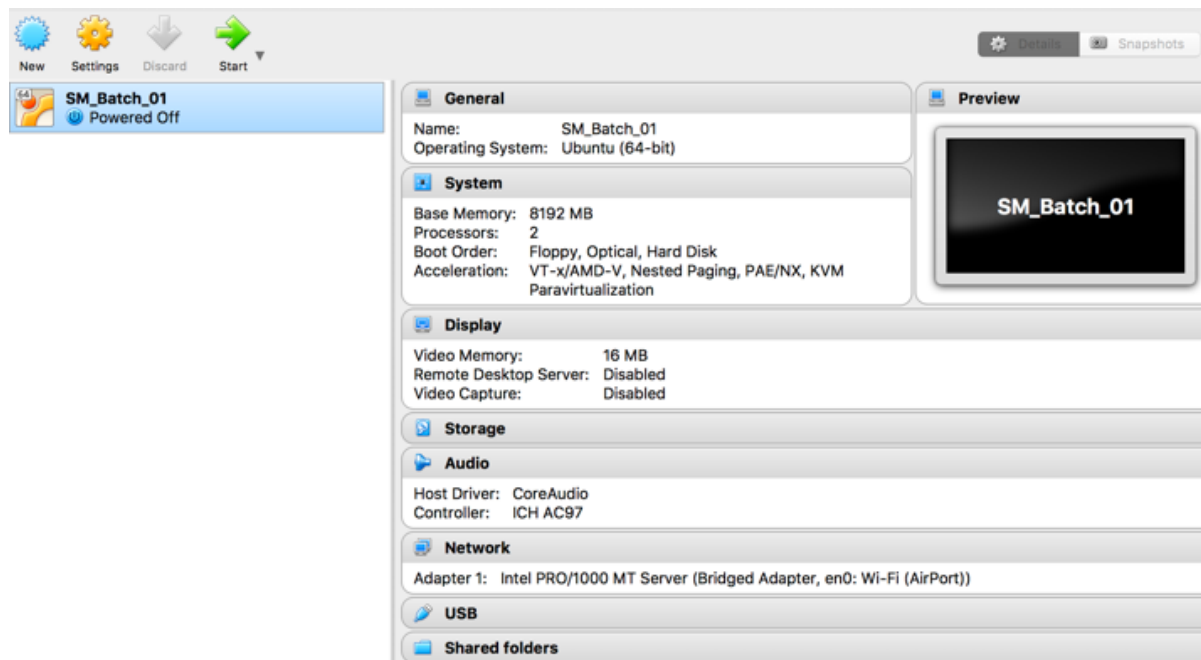 New Settings Discard Start
Details Snapshots
64
SM_Batch_01
Powered Off
General
Name: SM_Batch_01
Operating System: Ubuntu (64-bit)
System
Base Memory: 8192 MB
Processors: 2
Boot Order: Floppy, Optical, Hard Disk
Acceleration: VT-x/AMD-V, Nested Paging, PAE/NX, KVM
Paravirtualization
Preview
SM_Batch_01
Display
Video Memory: 16 MB
Remote Desktop Server: Disabled
Video Capture: Disabled
Storage
Audio
Host Driver: CoreAudio
Controller: ICH AC97
Network
Adapter 1: Intel PRO/1000 MT Server (Bridged Adapter, en0: Wi-Fi (AirPort))
USB
Shared folders